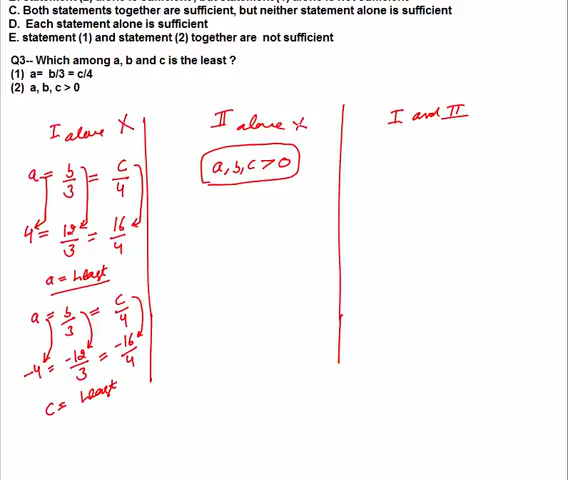 C. Both statements together are sufficient, but neither statement alone is sufficient.
D. Each statement alone is sufficient
E. statement (1) and statement (2) together are not sufficient
Q3-- Which among a, b and c is the least ?
(1) a= b/3 = c/4
(2) a, b, c > 0
I alone X
a = b/3 = c/4
4 = 12/3 = 16/4
a = least
a = b/3 = c/4
-4 = -12/3 = -16/4
c = least
II alone X
a, b, c > 0
I and II